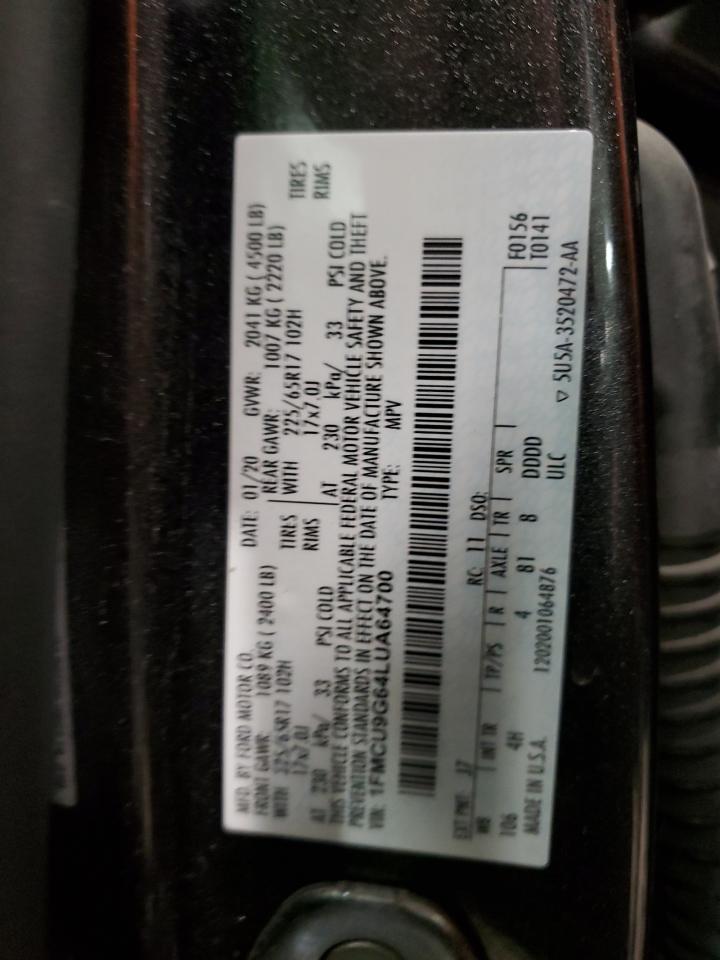 MFD. BY FORD MOTOR CO. DATE: 01/20 GVWR: 2041 KG ( 4500 LB)
FRONT GAWR: 1089 KG ( 2400 LB) REAR GAWR: 1007 KG ( 2220 LB)
WITH 225/65R17 102H TIRES WITH 225/65R17 102H TIRES
17x7.0J RIMS 17x7.0J RIMS
AT 230 kPa/ 33 PSI COLD AT 230 kPa/ 33 PSI COLD
THIS VEHICLE CONFORMS TO ALL APPLICABLE FEDERAL MOTOR VEHICLE SAFETY AND THEFT
PREVENTION STANDARDS IN EFFECT ON THE DATE OF MANUFACTURE SHOWN ABOVE.
VIN: 1FMCU9G64LUA64700 TYPE: MPV
EXT PNT: J7 RC: 11 DSO: F0156
WB INT TR TP/PS R AXLE TR SPR T0141
106 4H 4 81 8 DDDD
MADE IN U.S.A. 1202001064876 ULC ▽ 5U5A-3520472-AA